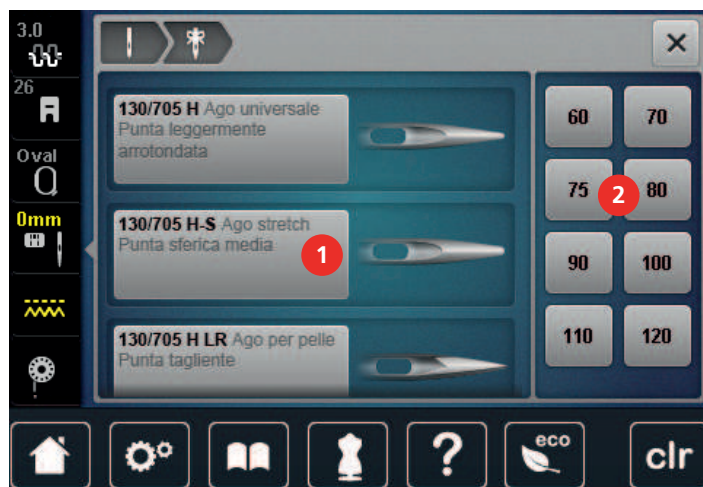 3.0
26
Oval
0mm
130/705 H Ago universale
Punta leggermente
arrotondata
130/705 H-S Ago stretch
Punta sferica media
1
130/705 H LR Ago per pelle
Punta tagliente
60 70
75 2 80
90 100
110 120
? eco clr